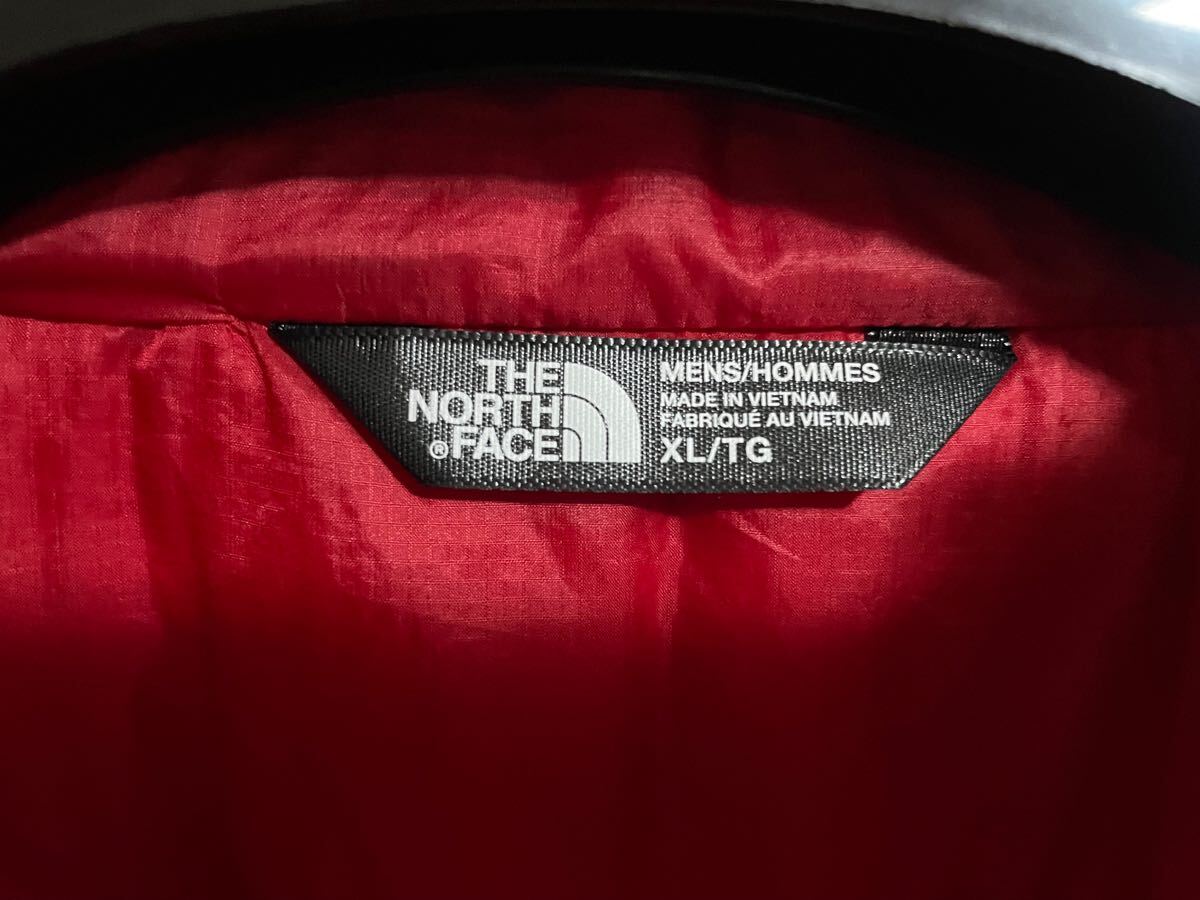 THE
NORTH
®FACE
MENS/HOMMES
MADE IN VIETNAM
FABRIQUÉ AU VIETNAM
XL/TG